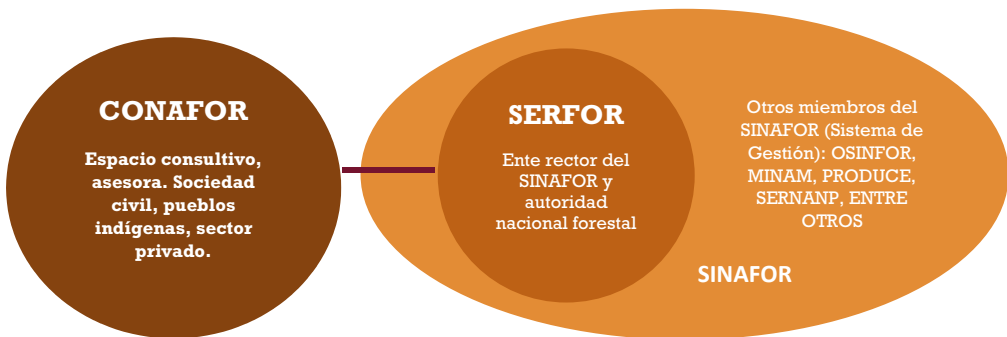 CONAFOR
Espacio consultivo,
asesora. Sociedad
civil, pueblos
indígenas, sector
privado.
SERFOR
Ente rector del
SINAFOR y
autoridad
nacional forestal
Otros miembros del
SINAFOR (Sistema de
Gestión): OSINFOR,
MINAM, PRODUCE,
SERNANP, ENTRE
OTROS
SINAFOR